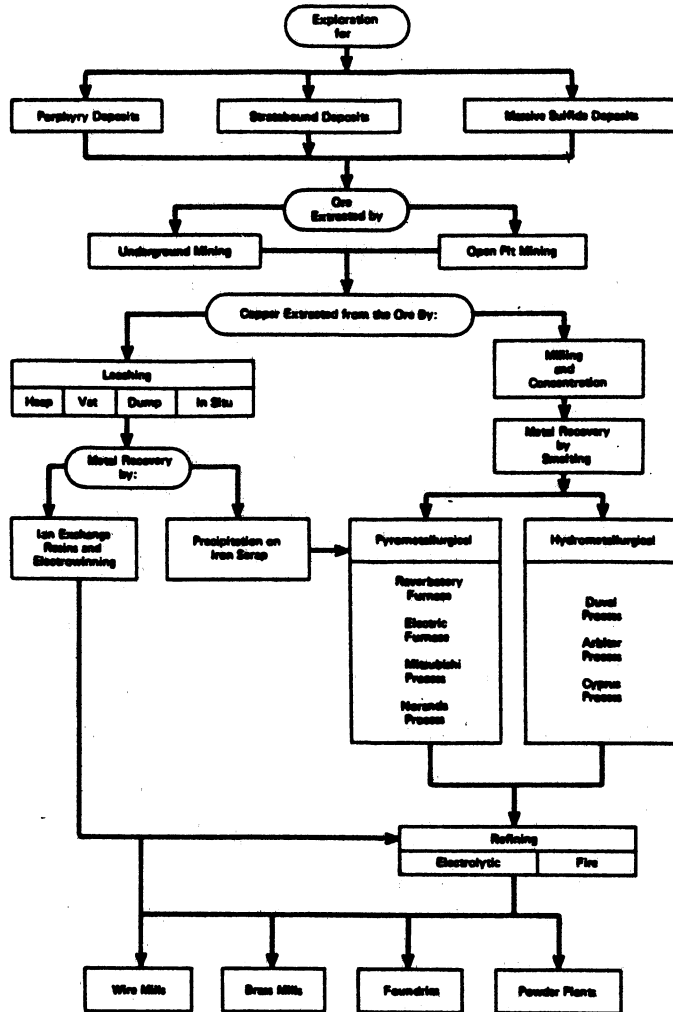 Exploration
for
Porphyry Deposits
Stratabound Deposits
Massive Sulfide Deposits
Ore
Extracted by
Underground Mining
Open Pit Mining
Copper Extracted from the Ore By:
Leaching
Heap
Vat
Dump
In Situ
Milling
and
Concentration
Metal Recovery
by
Smelting
Metal Recovery
by:
Ion Exchange
Resins and
Electrowinning
Precipitation on
Iron Scrap
Pyrometallurgical
Reverbatory
Furnace
Electric
Furnace
Mitsubishi
Process
Noranda
Process
Hydrometallurgical
Duval
Process
Arbiter
Process
Cyprus
Process
Refining
Electrolytic
Fire
Wire Mills
Brass Mills
Foundries
Powder Plants